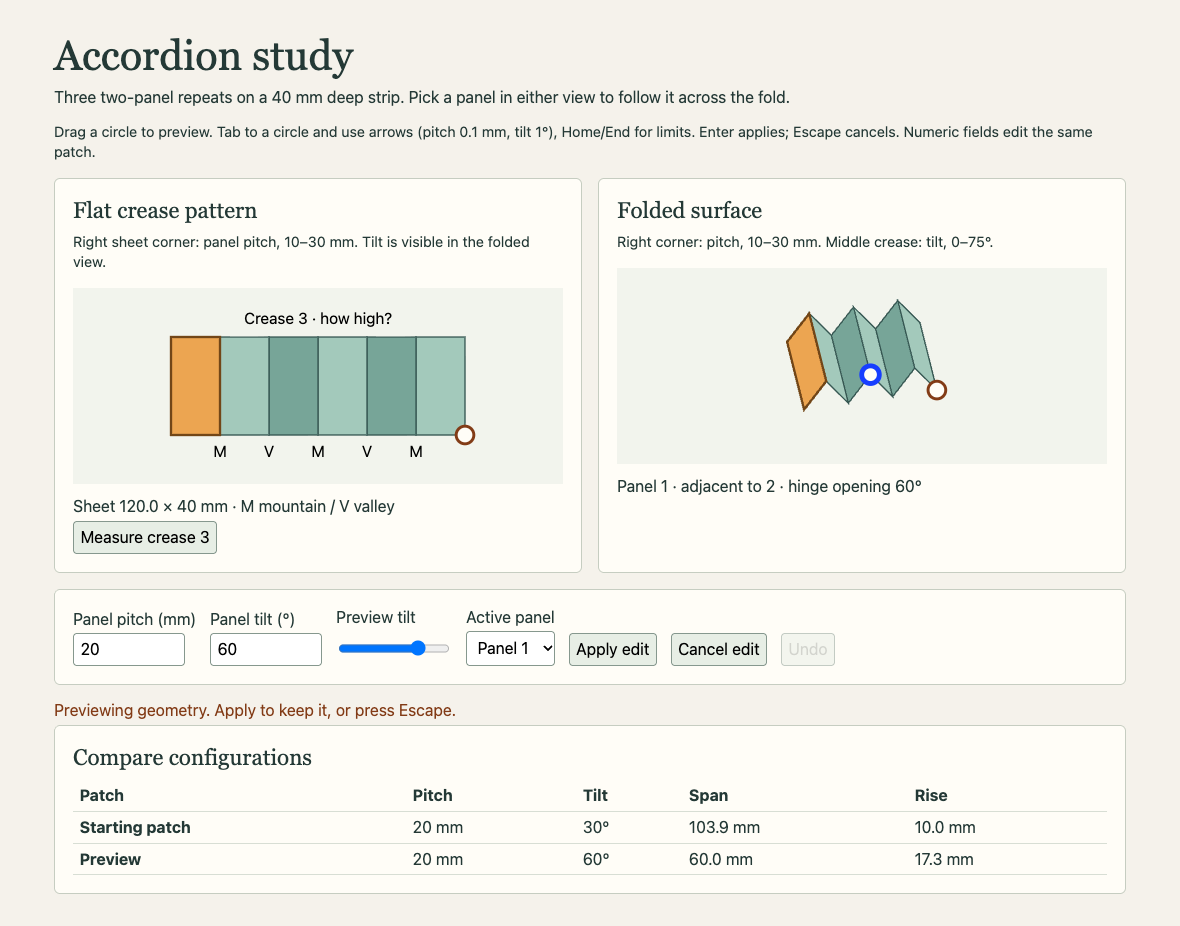 Accordion study
Three two-panel repeats on a 40 mm deep strip. Pick a panel in either view to follow it across the fold.
Drag a circle to preview. Tab to a circle and use arrows (pitch 0.1 mm, tilt 1°), Home/End for limits. Enter applies; Escape cancels. Numeric fields edit the same
patch.
Flat crease pattern
Right sheet corner: panel pitch, 10–30 mm. Tilt is visible in the folded
view.
Crease 3 · how high?
M V M V M
Sheet 120.0 × 40 mm · M mountain / V valley
Measure crease 3
Folded surface
Right corner: pitch, 10–30 mm. Middle crease: tilt, 0–75°.
Panel 1 · adjacent to 2 · hinge opening 60°
Panel pitch (mm) Panel tilt (°) Preview tilt Active panel
20 60 Panel 1 Apply edit Cancel edit Undo
Previewing geometry. Apply to keep it, or press Escape.
Compare configurations
Patch Pitch Tilt Span Rise
Starting patch 20 mm 30° 103.9 mm 10.0 mm
Preview 20 mm 60° 60.0 mm 17.3 mm